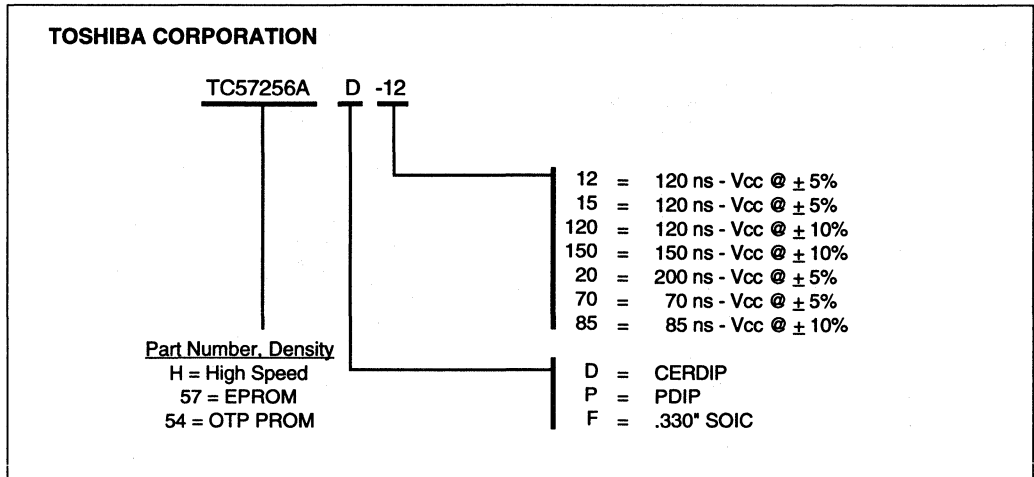 TOSHIBA CORPORATION
TC57256A D -12
12 = 120 ns - Vcc @ ± 5%
15 = 120 ns - Vcc @ ± 5%
120 = 120 ns - Vcc @ ± 10%
150 = 150 ns - Vcc @ ± 10%
20 = 200 ns - Vcc @ ± 5%
70 = 70 ns - Vcc @ ± 5%
85 = 85 ns - Vcc @ ± 10%
Part Number, Density
H = High Speed
57 = EPROM
54 = OTP PROM
D = CERDIP
P = PDIP
F = .330" SOIC